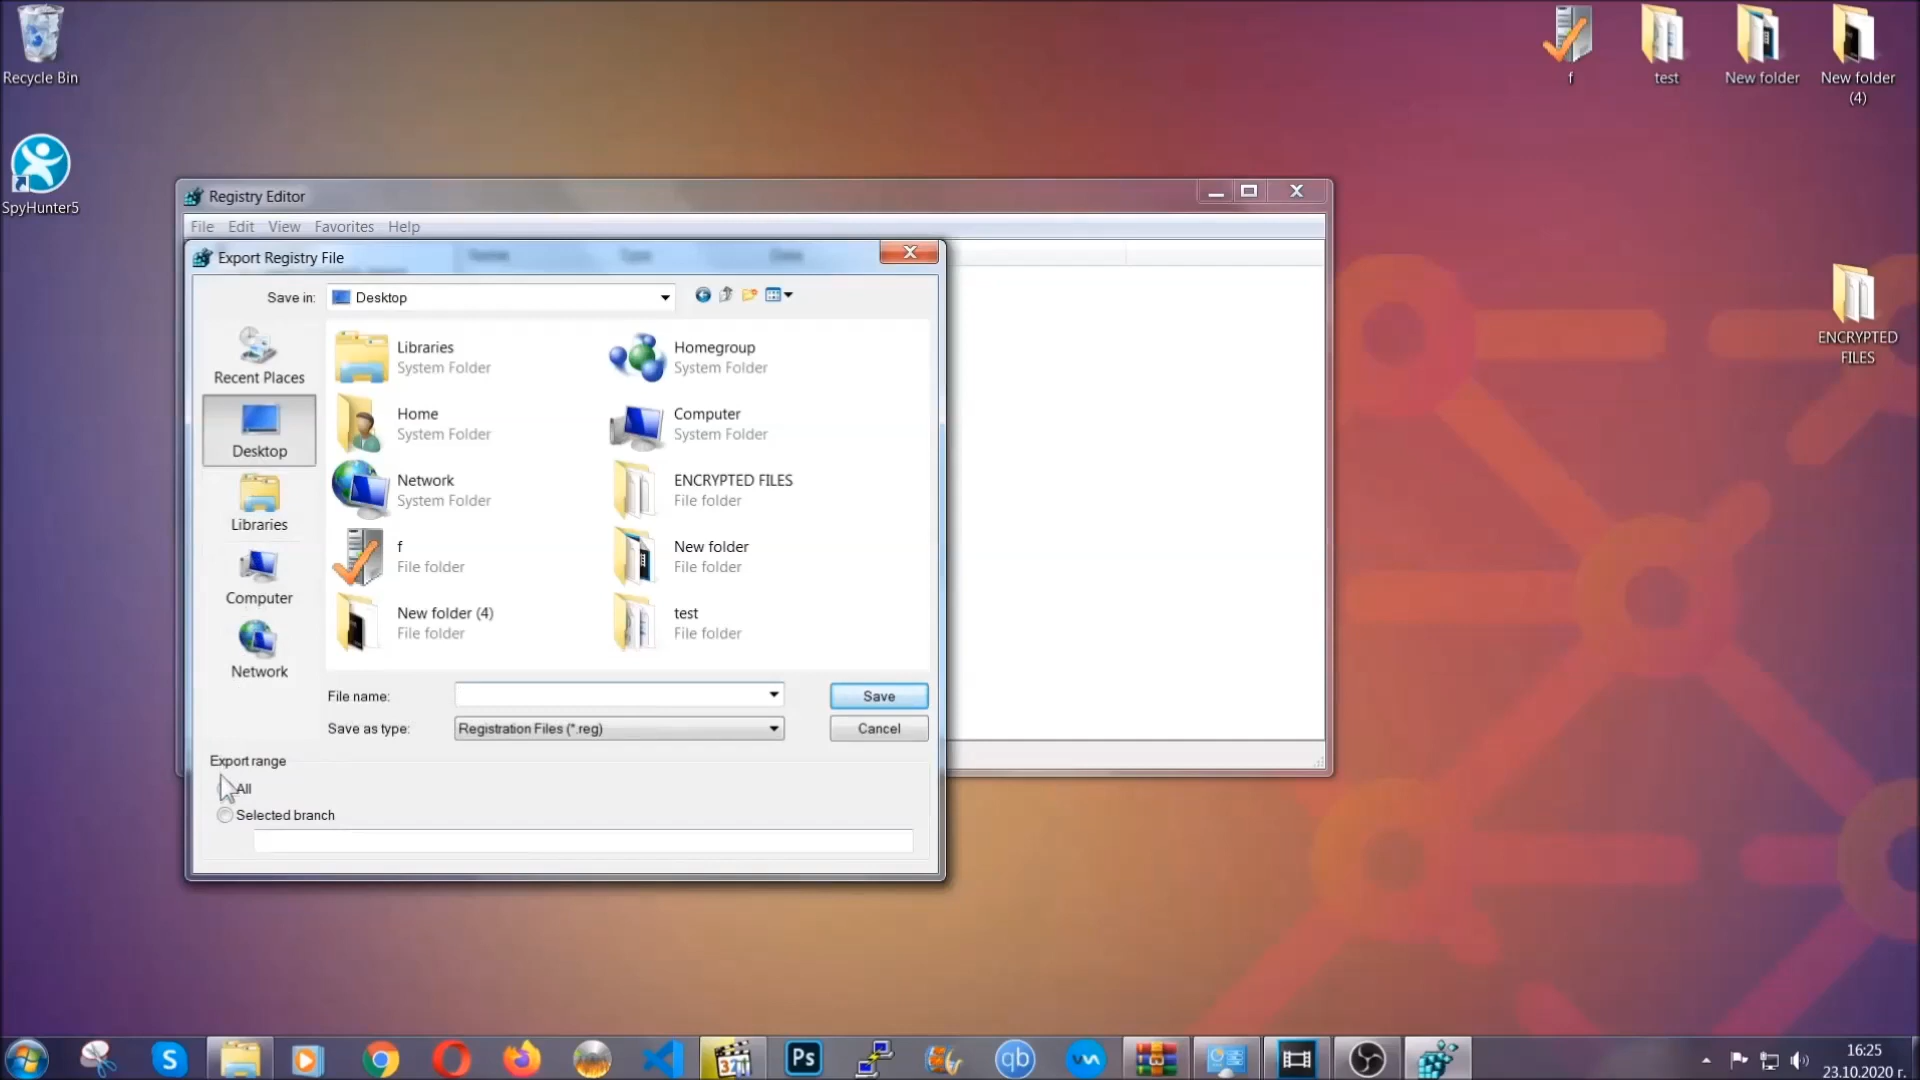 Recycle Bin
SpyHunter5
f
test
New folder
New folder
(4)
ENCRYPTED
FILES
Registry Editor
File Edit View Favorites Help
Export Registry File
Save in:
Desktop
Recent Places
Desktop
Libraries
Computer
Network
Libraries
System Folder
Homegroup
System Folder
Home
System Folder
Computer
System Folder
Network
System Folder
ENCRYPTED FILES
File folder
f
File folder
New folder
File folder
New folder (4)
File folder
test
File folder
File name:
Save
Save as type:
Registration Files (*.reg)
Cancel
Export range
All
Selected branch
S
321
Ps
qb
16:25
23.10.2020 г.